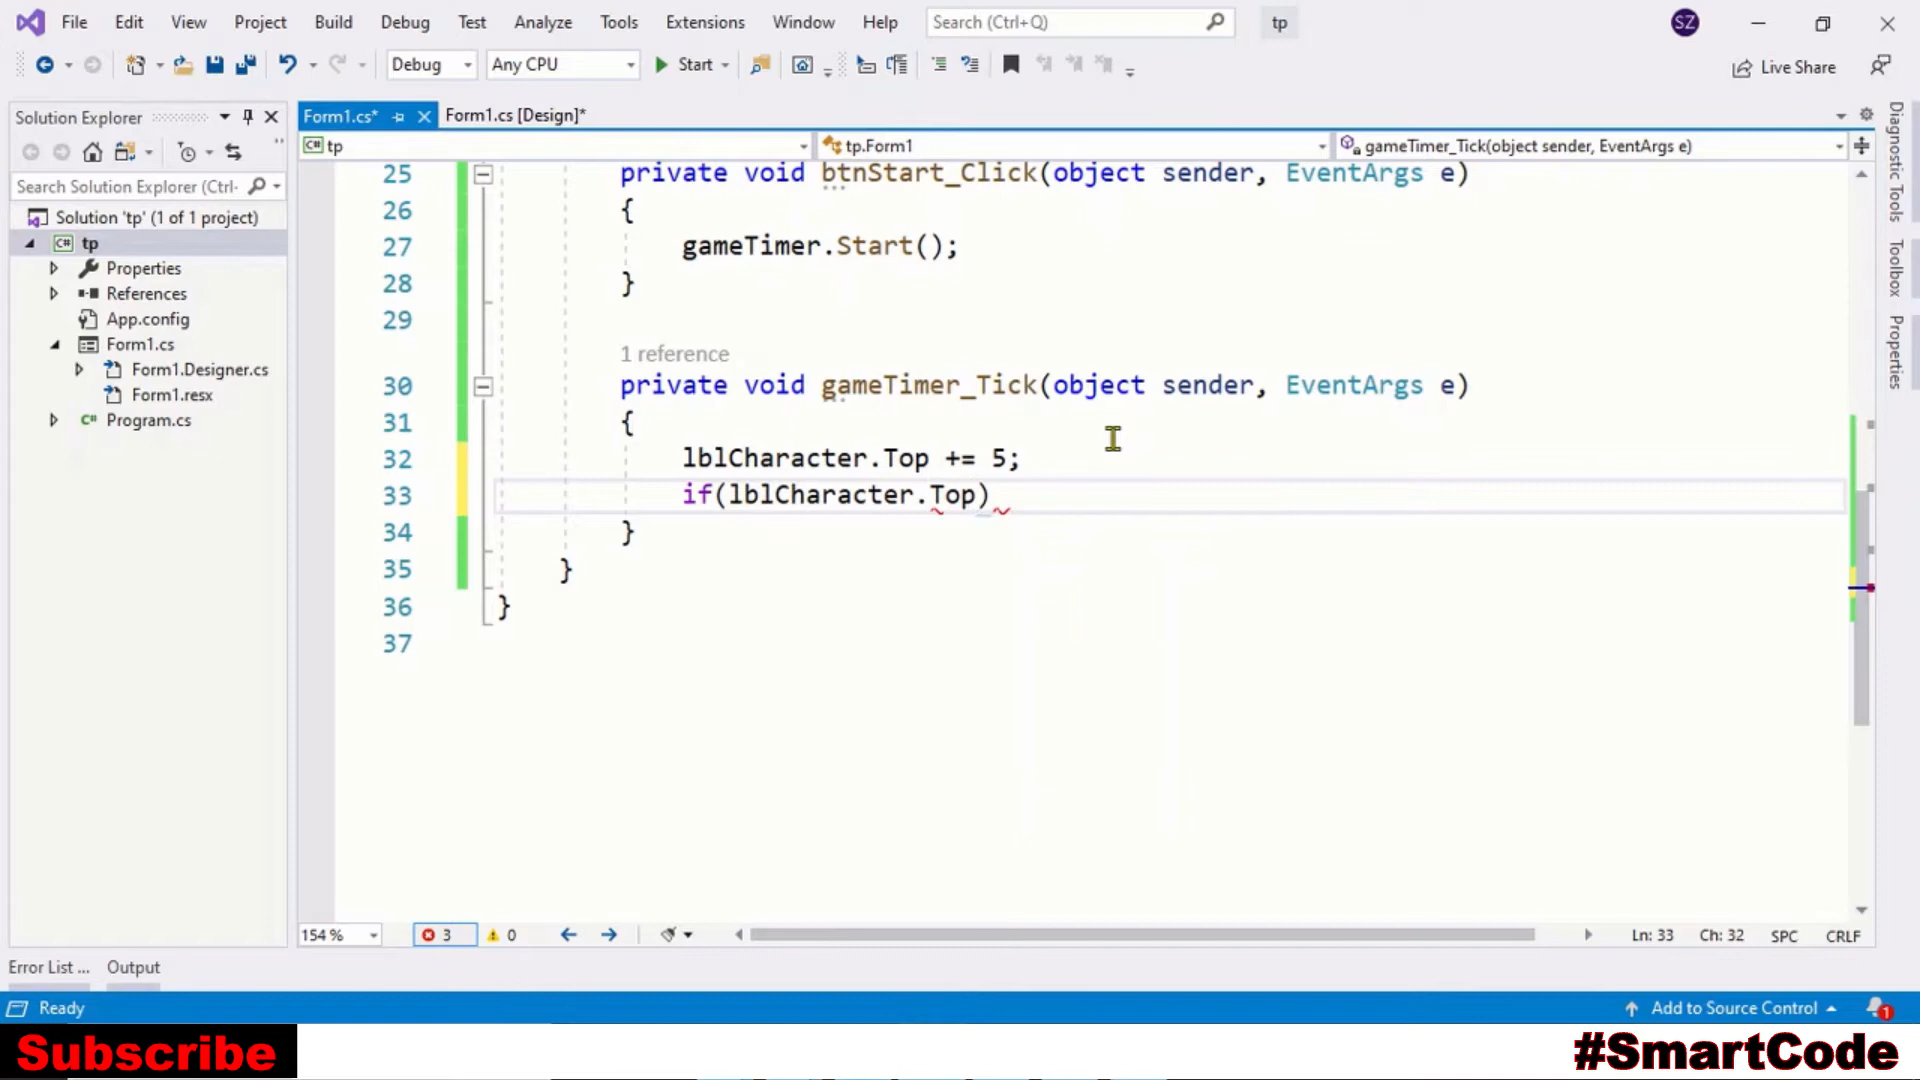 File Edit View Project Build Debug Test Analyze Tools Extensions Window Help Search (Ctrl+Q) tp SZ
Debug Any CPU Start Live Share
Solution Explorer
Search Solution Explorer (Ctrl-
Solution 'tp' (1 of 1 project)
tp
Properties
References
App.config
Form1.cs
Form1.Designer.cs
Form1.resx
Program.cs
Form1.cs* Form1.cs [Design]*
tp tp.Form1 gameTimer_Tick(object sender, EventArgs e)
25 private void btnStart_Click(object sender, EventArgs e)
26 {
27 gameTimer.Start();
28 }
29
1 reference
30 private void gameTimer_Tick(object sender, EventArgs e)
31 {
32 lblCharacter.Top += 5;
33 if(lblCharacter.Top)
34 }
35 }
36 }
37
154 % 3 0 Ln: 33 Ch: 32 SPC CRLF
Diagnostic Tools
Toolbox
Properties
Error List ... Output
Ready Add to Source Control 1
Subscribe #SmartCode